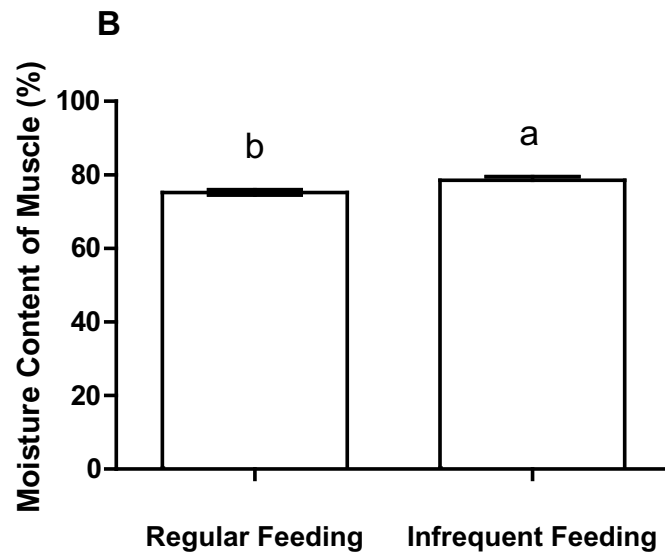 B
Moisture Content of Muscle (%)
100
80
60
40
20
0
b
a
Regular Feeding
Infrequent Feeding